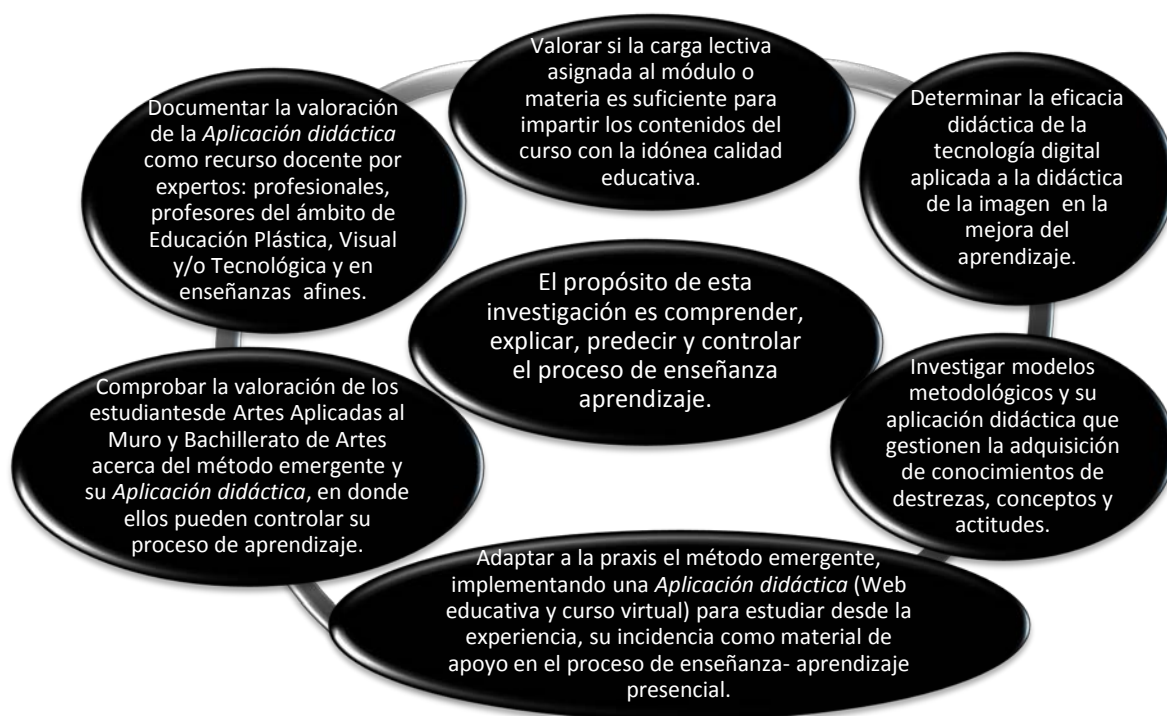 Valorar si la carga lectiva
asignada al módulo o
materia es suficiente para
impartir los contenidos del
curso con la idónea calidad
educativa.
Determinar la eficacia
didáctica de la
tecnología digital
aplicada a la didáctica
de la imagen en la
mejora del
aprendizaje.
Investigar modelos
metodológicos y su
aplicación didáctica que
gestionen la adquisición
de conocimientos de
destrezas, conceptos y
actitudes.
Adaptar a la praxis el método emergente,
implementando una Aplicación didáctica (Web
educativa y curso virtual) para estudiar desde la
experiencia, su incidencia como material de
apoyo en el proceso de enseñanza- aprendizaje
presencial.
Comprobar la valoración de los
estudiantesde Artes Aplicadas al
Muro y Bachillerato de Artes
acerca del método emergente y
su Aplicación didáctica, en donde
ellos pueden controlar su
proceso de aprendizaje.
Documentar la valoración
de la Aplicación didáctica
como recurso docente por
expertos: profesionales,
profesores del ámbito de
Educación Plástica, Visual
y/o Tecnológica y en
enseñanzas afines.
El propósito de esta
investigación es comprender,
explicar, predecir y controlar
el proceso de enseñanza
aprendizaje.